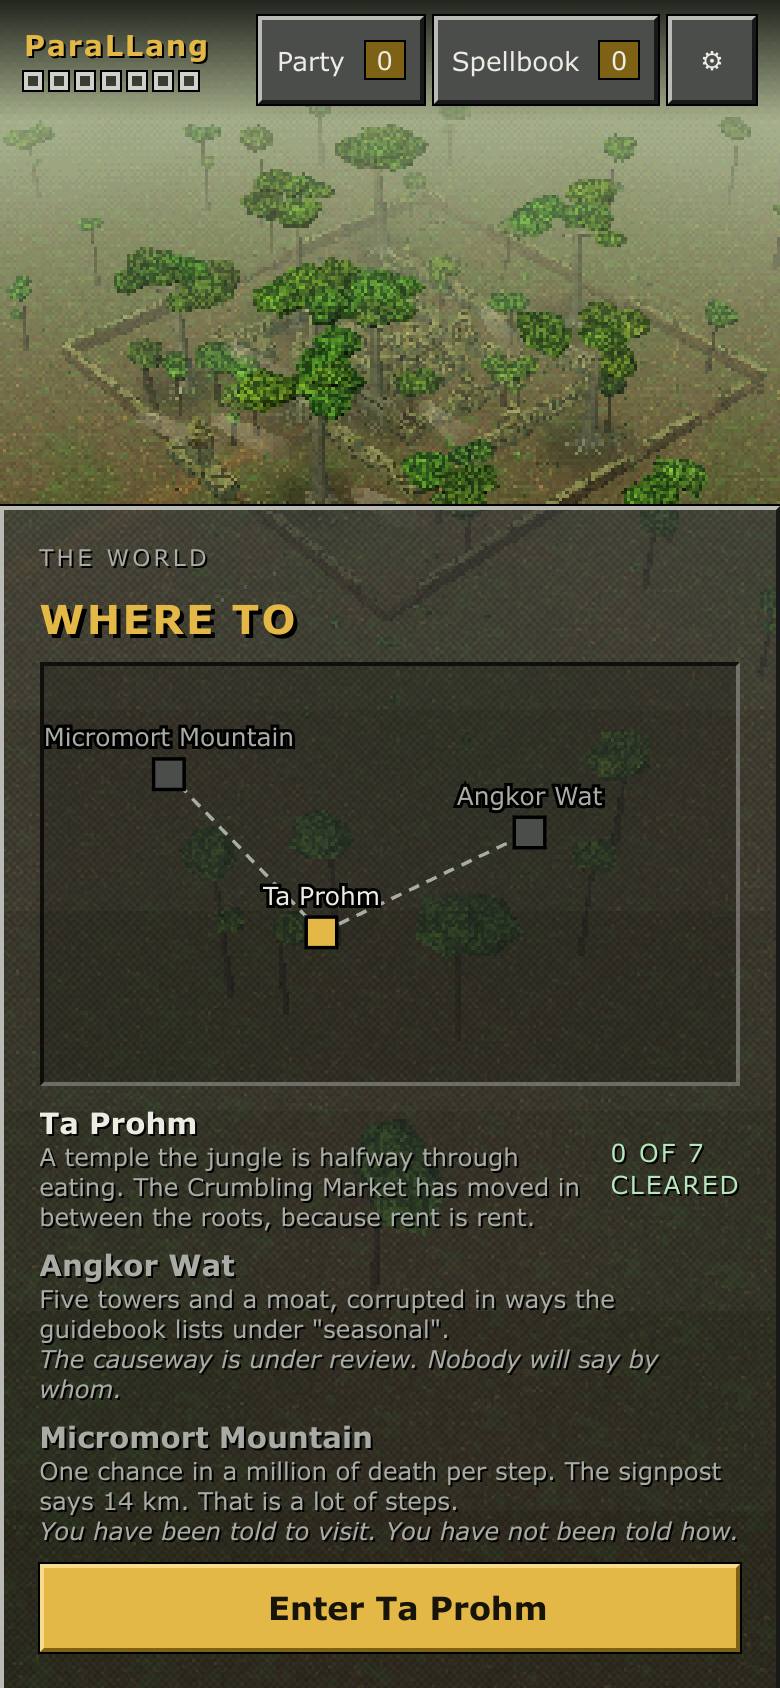 ParaLLang
Party 0
Spellbook 0
⚙
THE WORLD
WHERE TO
Micromort Mountain
Angkor Wat
Ta Prohm
Ta Prohm
A temple the jungle is halfway through
eating. The Crumbling Market has moved in
between the roots, because rent is rent.
0 OF 7
CLEARED
Angkor Wat
Five towers and a moat, corrupted in ways the
guidebook lists under "seasonal".
The causeway is under review. Nobody will say by
whom.
Micromort Mountain
One chance in a million of death per step. The signpost
says 14 km. That is a lot of steps.
You have been told to visit. You have not been told how.
Enter Ta Prohm